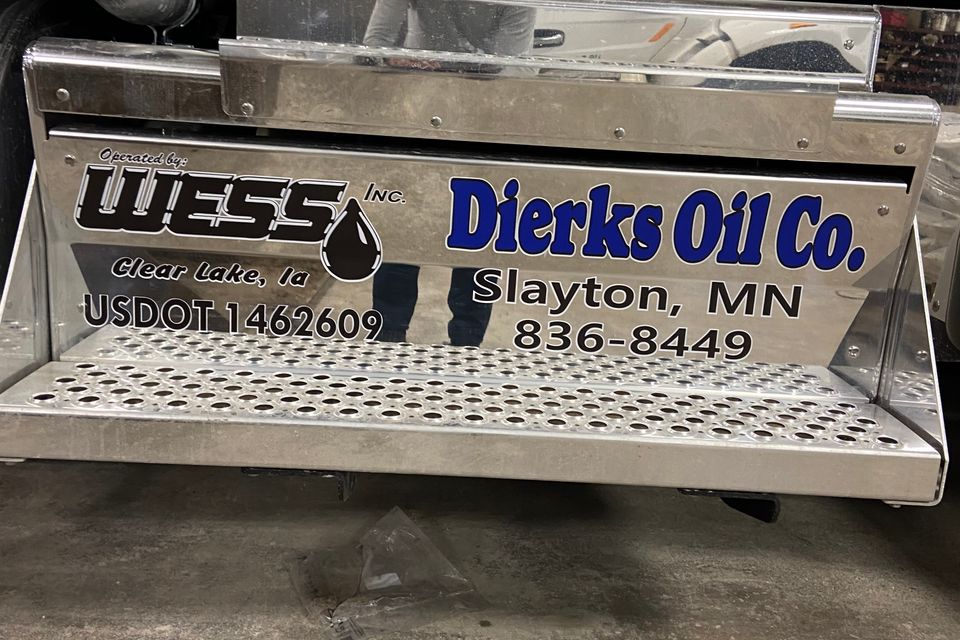 Operated by:
WESS Inc.
Clear Lake, Ia
USDOT 1462609
Dierks Oil Co.
Slayton, MN
836-8449